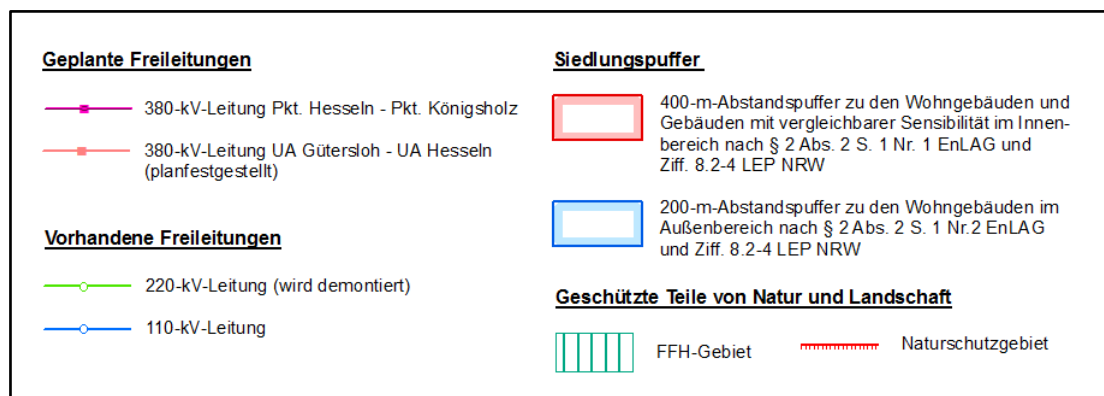 Geplante Freileitungen
380-kV-Leitung Pkt. Hesseln - Pkt. Königsholz
380-kV-Leitung UA Gütersloh - UA Hesseln
(planfestgestellt)
Vorhandene Freileitungen
220-kV-Leitung (wird demontiert)
110-kV-Leitung
Siedlungspuffer
400-m-Abstandspuffer zu den Wohngebäuden und
Gebäuden mit vergleichbarer Sensibilität im Innen-
bereich nach § 2 Abs. 2 S. 1 Nr. 1 EnLAG und
Ziff. 8.2-4 LEP NRW
200-m-Abstandspuffer zu den Wohngebäuden im
Außenbereich nach § 2 Abs. 2 S. 1 Nr.2 EnLAG
und Ziff. 8.2-4 LEP NRW
Geschützte Teile von Natur und Landschaft
FFH-Gebiet
Naturschutzgebiet